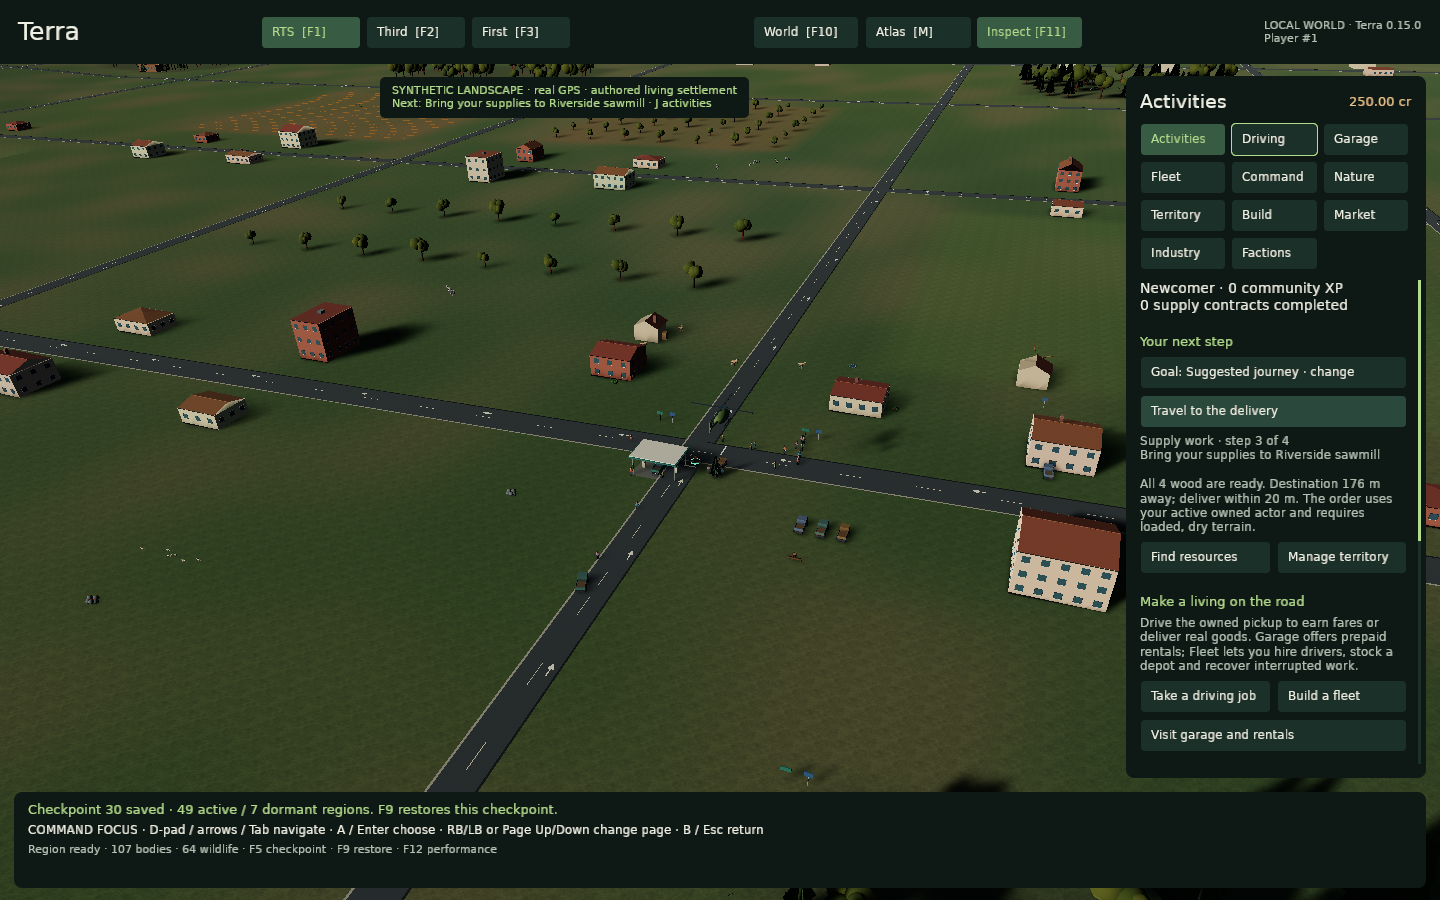 Terra
RTS [F1]
Third [F2]
First [F3]
World [F10]
Atlas [M]
Inspect [F11]
LOCAL WORLD · Terra 0.15.0
Player #1
SYNTHETIC LANDSCAPE · real GPS · authored living settlement
Next: Bring your supplies to Riverside sawmill · J activities
Activities
250.00 cr
Activities
Driving
Garage
Fleet
Command
Nature
Territory
Build
Market
Industry
Factions
Newcomer · 0 community XP
0 supply contracts completed
Your next step
Goal: Suggested journey · change
Travel to the delivery
Supply work · step 3 of 4
Bring your supplies to Riverside sawmill
All 4 wood are ready. Destination 176 m
away; deliver within 20 m. The order uses
your active owned actor and requires
loaded, dry terrain.
Find resources
Manage territory
Make a living on the road
Drive the owned pickup to earn fares or
deliver real goods. Garage offers prepaid
rentals; Fleet lets you hire drivers, stock a
depot and recover interrupted work.
Take a driving job
Build a fleet
Visit garage and rentals
Checkpoint 30 saved · 49 active / 7 dormant regions. F9 restores this checkpoint.
COMMAND FOCUS · D-pad / arrows / Tab navigate · A / Enter choose · RB/LB or Page Up/Down change page · B / Esc return
Region ready · 107 bodies · 64 wildlife · F5 checkpoint · F9 restore · F12 performance